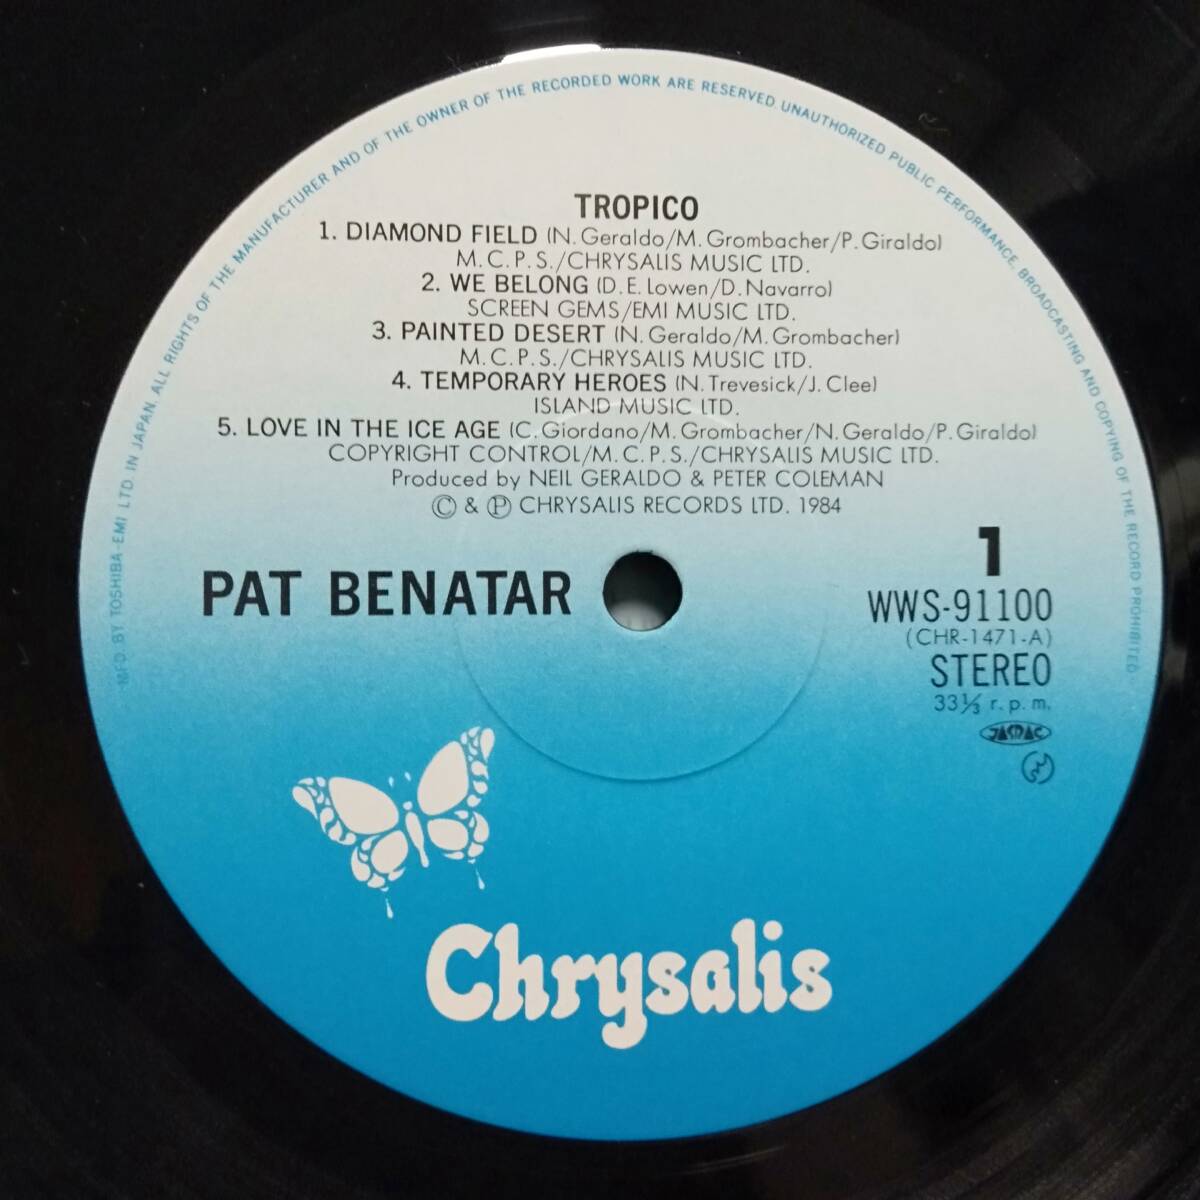 MFD. BY TOSHIBA-EMI LTD. IN JAPAN. ALL RIGHTS OF THE MANUFACTURER AND OF THE OWNER OF THE RECORDED WORK ARE RESERVED. UNAUTHORIZED PUBLIC PERFORMANCE, BROADCASTING AND COPYING OF THE RECORD PROHIBITED
TROPICO
1. DIAMOND FIELD (N. Geraldo/M. Grombacher/P. Giraldo)
M.C.P.S./CHRYSALIS MUSIC LTD.
2. WE BELONG (D.E. Lowen/D. Navarro)
SCREEN GEMS/EMI MUSIC LTD.
3. PAINTED DESERT (N. Geraldo/M. Grombacher)
M.C.P.S./CHRYSALIS MUSIC LTD.
4. TEMPORARY HEROES (N. Trevesick/J. Clee)
ISLAND MUSIC LTD.
5. LOVE IN THE ICE AGE (C. Giordano/M. Grombacher/N. Geraldo/P. Giraldo)
COPYRIGHT CONTROL/M.C.P.S./CHRYSALIS MUSIC LTD.
Produced by NEIL GERALDO & PETER COLEMAN
© & ℗ CHRYSALIS RECORDS LTD. 1984
PAT BENATAR
1
WWS-91100
(CHR-1471-A)
STEREO
33⅓ r.p.m.
JASRAC
Chrysalis